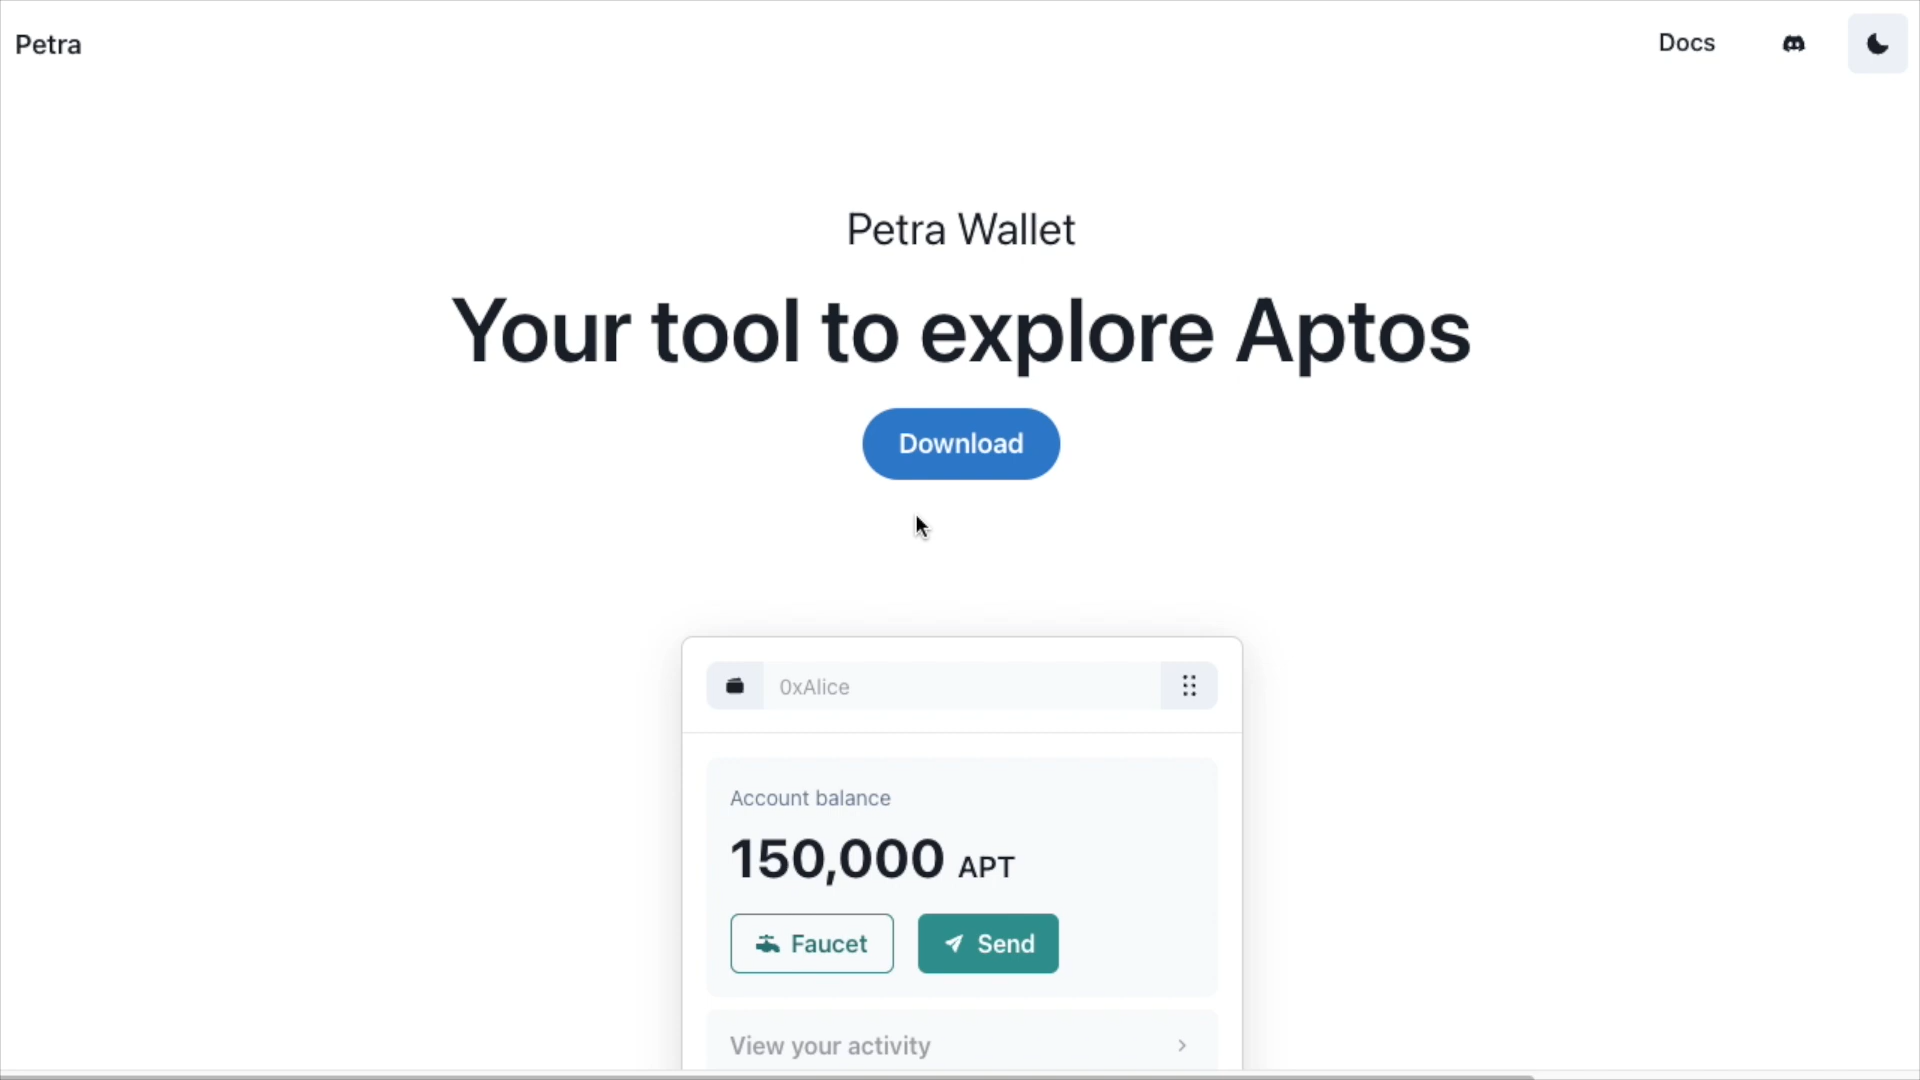 Petra
Docs
Petra Wallet
Your tool to explore Aptos
Download
0xAlice
Account balance
150,000 APT
Faucet
Send
View your activity